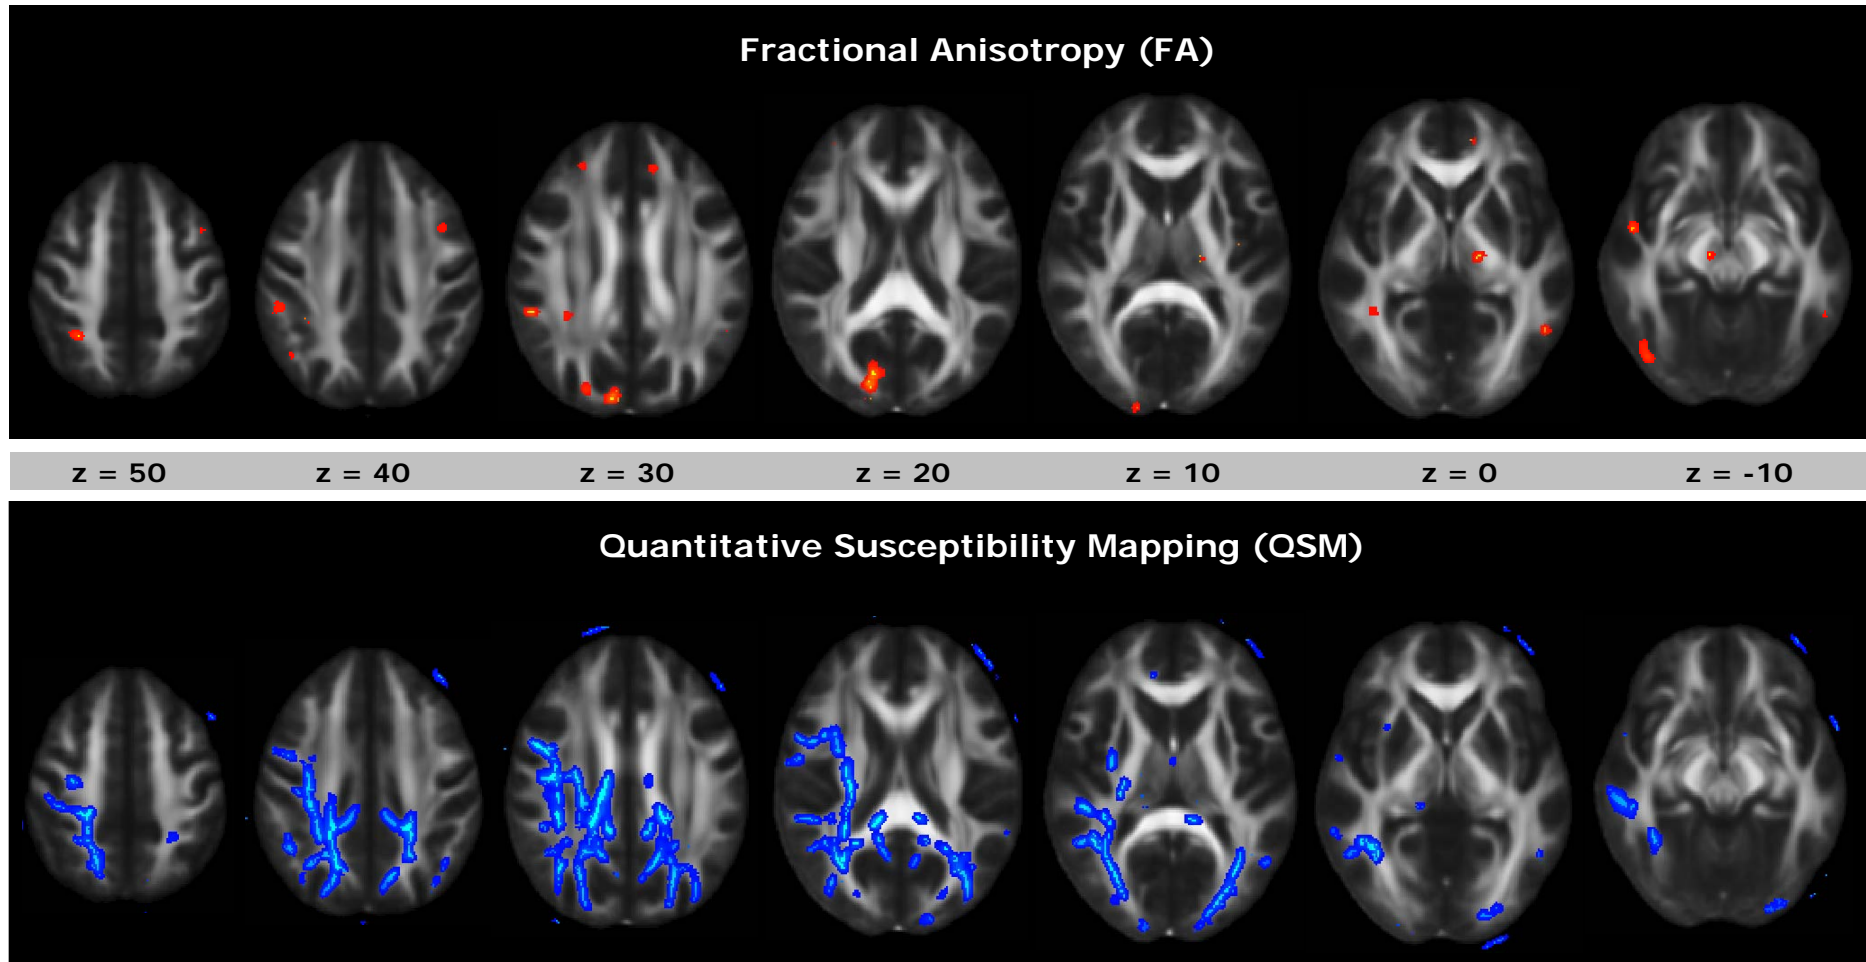 Fractional Anisotropy (FA)
z = 50 z = 40 z = 30 z = 20 z = 10 z = 0 z = -10
Quantitative Susceptibility Mapping (QSM)